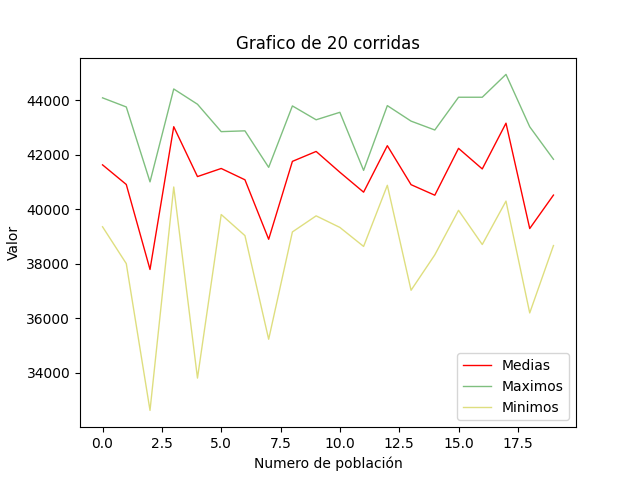 Grafico de 20 corridas
Valor
44000
42000
40000
38000
36000
34000
Medias
Maximos
Minimos
0.0 2.5 5.0 7.5 10.0 12.5 15.0 17.5
Numero de población